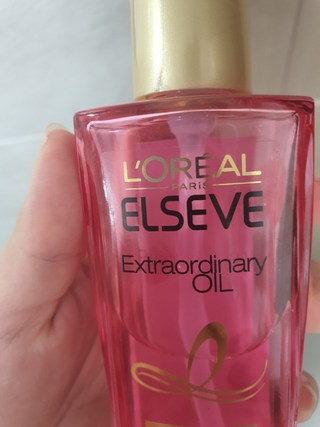 L'ORÉAL
PARIS
ELSEVE
Extraordinary
OIL